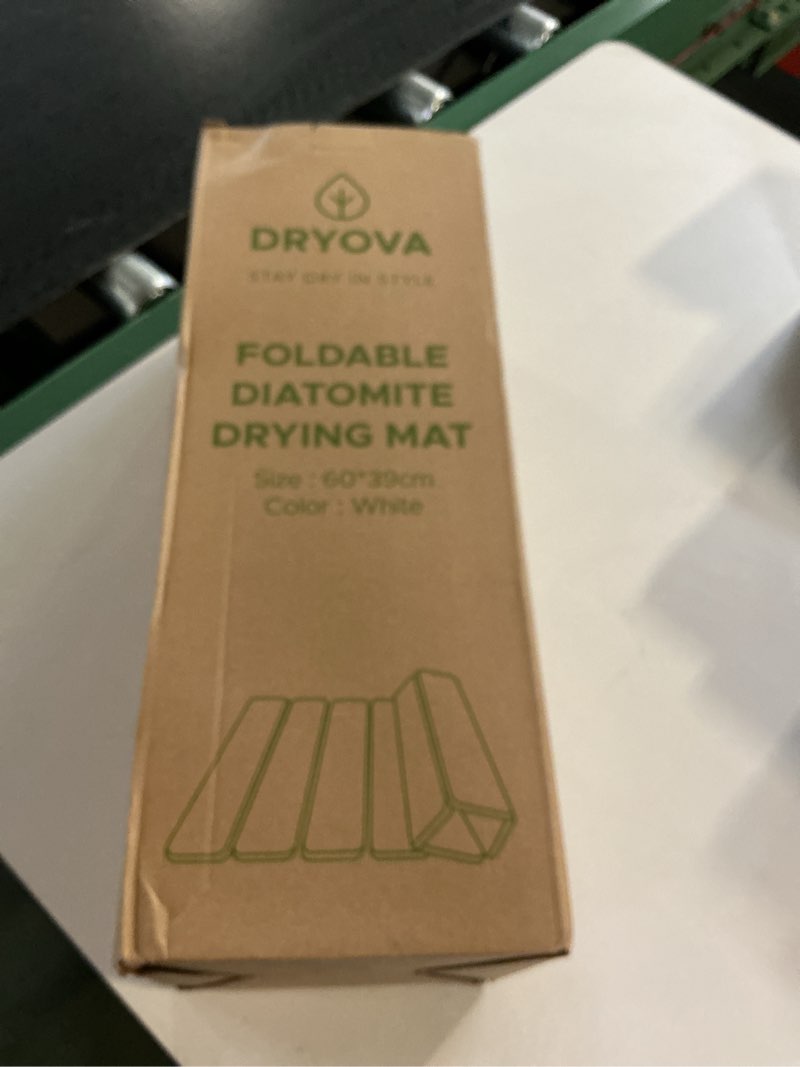 DRYOVA
STAY DRY IN STYLE
FOLDABLE
DIATOMITE
DRYING MAT
Size : 60*39cm
Color : White